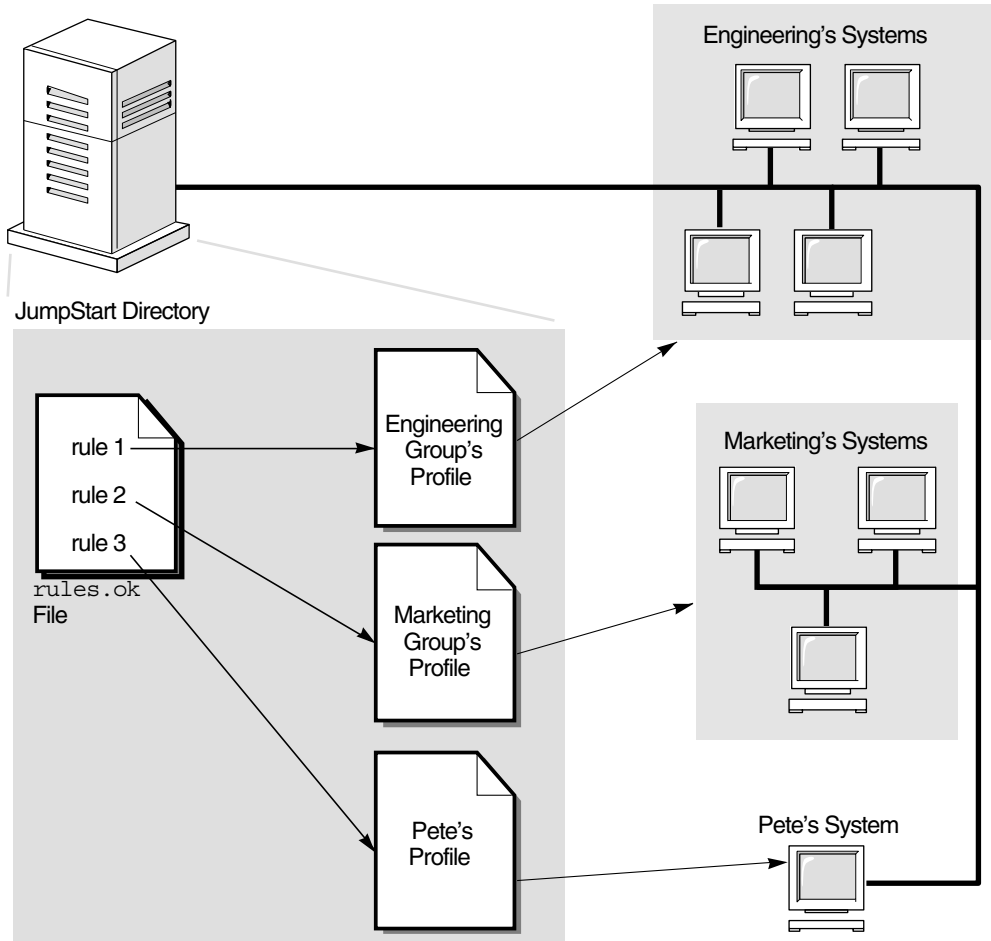 Engineering's Systems
JumpStart Directory
rule 1
rule 2
rule 3
rules.ok
File
Engineering
Group's
Profile
Marketing
Group's
Profile
Pete's
Profile
Marketing's Systems
Pete's System